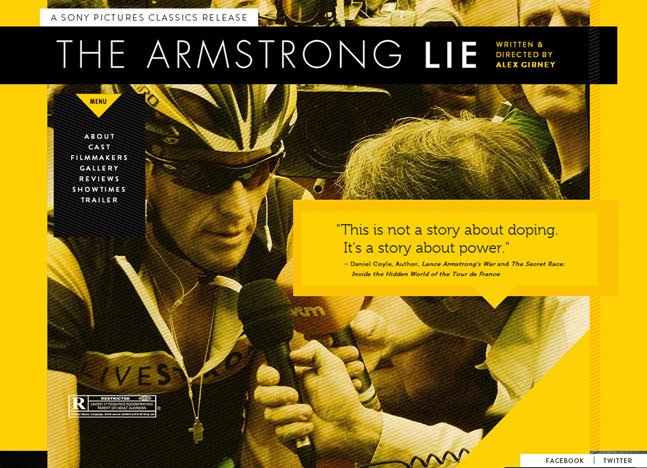 A SONY PICTURES CLASSICS RELEASE
THE ARMSTRONG LIE
WRITTEN &
DIRECTED BY
ALEX GIBNEY
MENU
ABOUT
CAST
FILMMAKERS
GALLERY
REVIEWS
SHOWTIMES
TRAILER
"This is not a story about doping.
It's a story about power."
– Daniel Coyle, Author, Lance Armstrong's War and The Secret Race:
Inside the Hidden World of the Tour de France
LIVESTRONG
R RESTRICTED
FACEBOOK | TWITTER